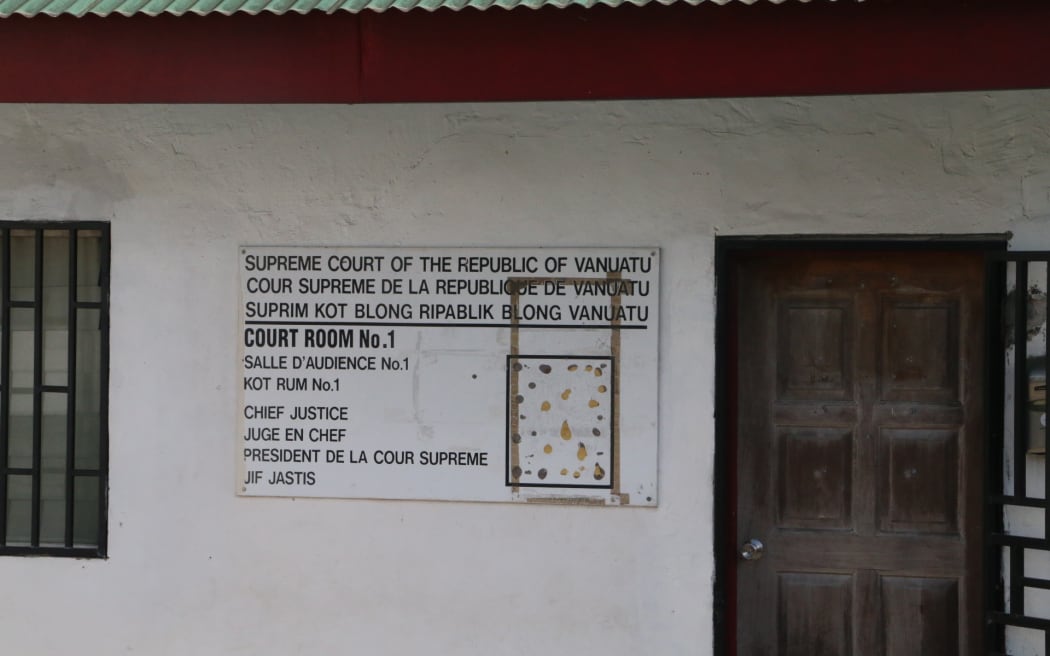 SUPREME COURT OF THE REPUBLIC OF VANUATU
COUR SUPREME DE LA REPUBLIQUE DE VANUATU
SUPRIM KOT BLONG RIPABLIK BLONG VANUATU
COURT ROOM No.1
SALLE D'AUDIENCE No.1
KOT RUM No.1
CHIEF JUSTICE
JUGE EN CHEF
PRESIDENT DE LA COUR SUPREME
JIF JASTIS